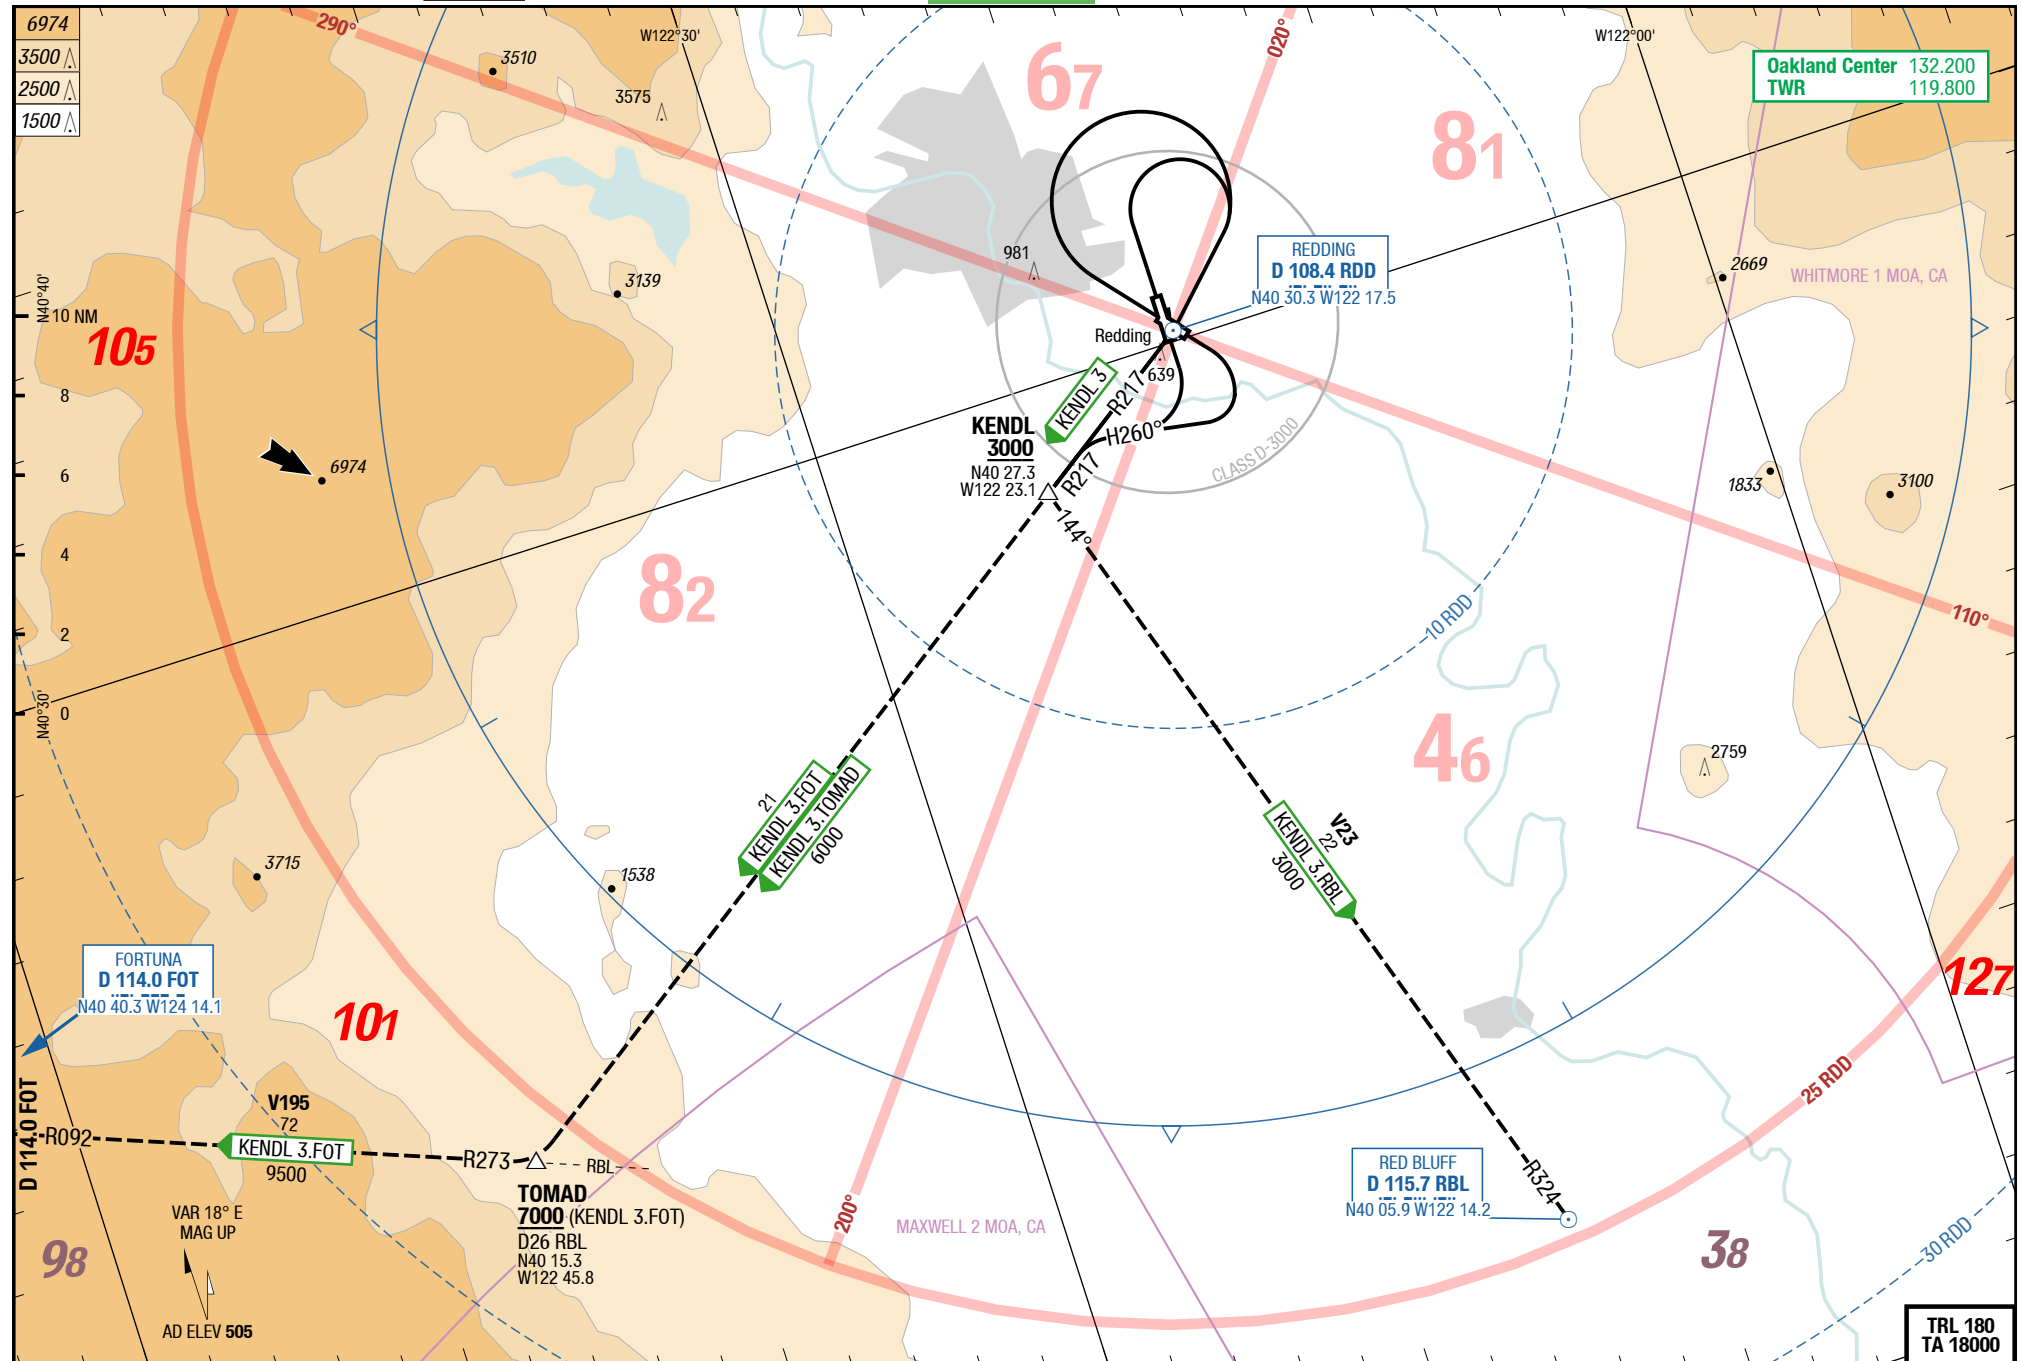 6974
3500
2500
1500
290°
3510
3575
W122°30'
67
020°
81
W122°00'
Oakland Center 132.200
TWR 119.800
981
REDDING
D 108.4 RDD
N40 30.3 W122 17.5
2669
WHITMORE 1 MOA, CA
3139
N40°40'
10 NM
8
6
4
2
0
N40°30'
105
6974
Redding
639
KENDL 3
R217
H260°
R217
CLASS D-3000
KENDL
3000
N40 27.3
W122 23.1
144°
1833
3100
82
10 RDD
110°
46
2759
21
KENDL 3.FOT
KENDL 3.TOMAD
6000
V23
22
KENDL 3.RBL
3000
3715
1538
FORTUNA
D 114.0 FOT
N40 40.3 W124 14.1
101
127
25 RDD
D 114.0 FOT
R092
V195
72
KENDL 3.FOT
9500
R273
RBL
TOMAD
7000 (KENDL 3.FOT)
D26 RBL
N40 15.3
W122 45.8
200°
MAXWELL 2 MOA, CA
RED BLUFF
D 115.7 RBL
N40 05.9 W122 14.2
R324
VAR 18° E
MAG UP
98
AD ELEV 505
38
30 RDD
TRL 180
TA 18000